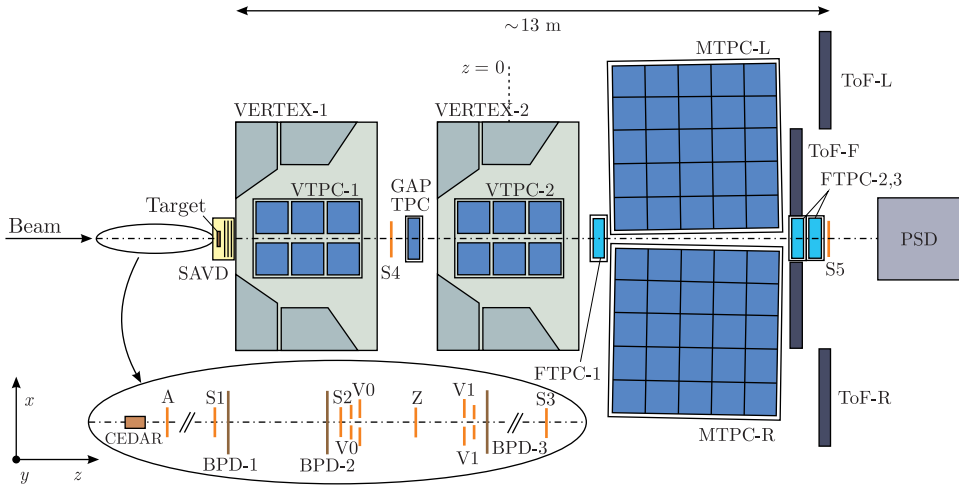 ~13 m
MTPC-L
z = 0
ToF-L
VERTEX-1
VERTEX-2
ToF-F
GAP
TPC
FTPC-2,3
VTPC-1
VTPC-2
Target
Beam
PSD
SAVD
S4
S5
FTPC-1
A
S1
S2
V0
Z
V1
S3
x
ToF-R
CEDAR
V0
V1
MTPC-R
BPD-1
BPD-2
BPD-3
y
z